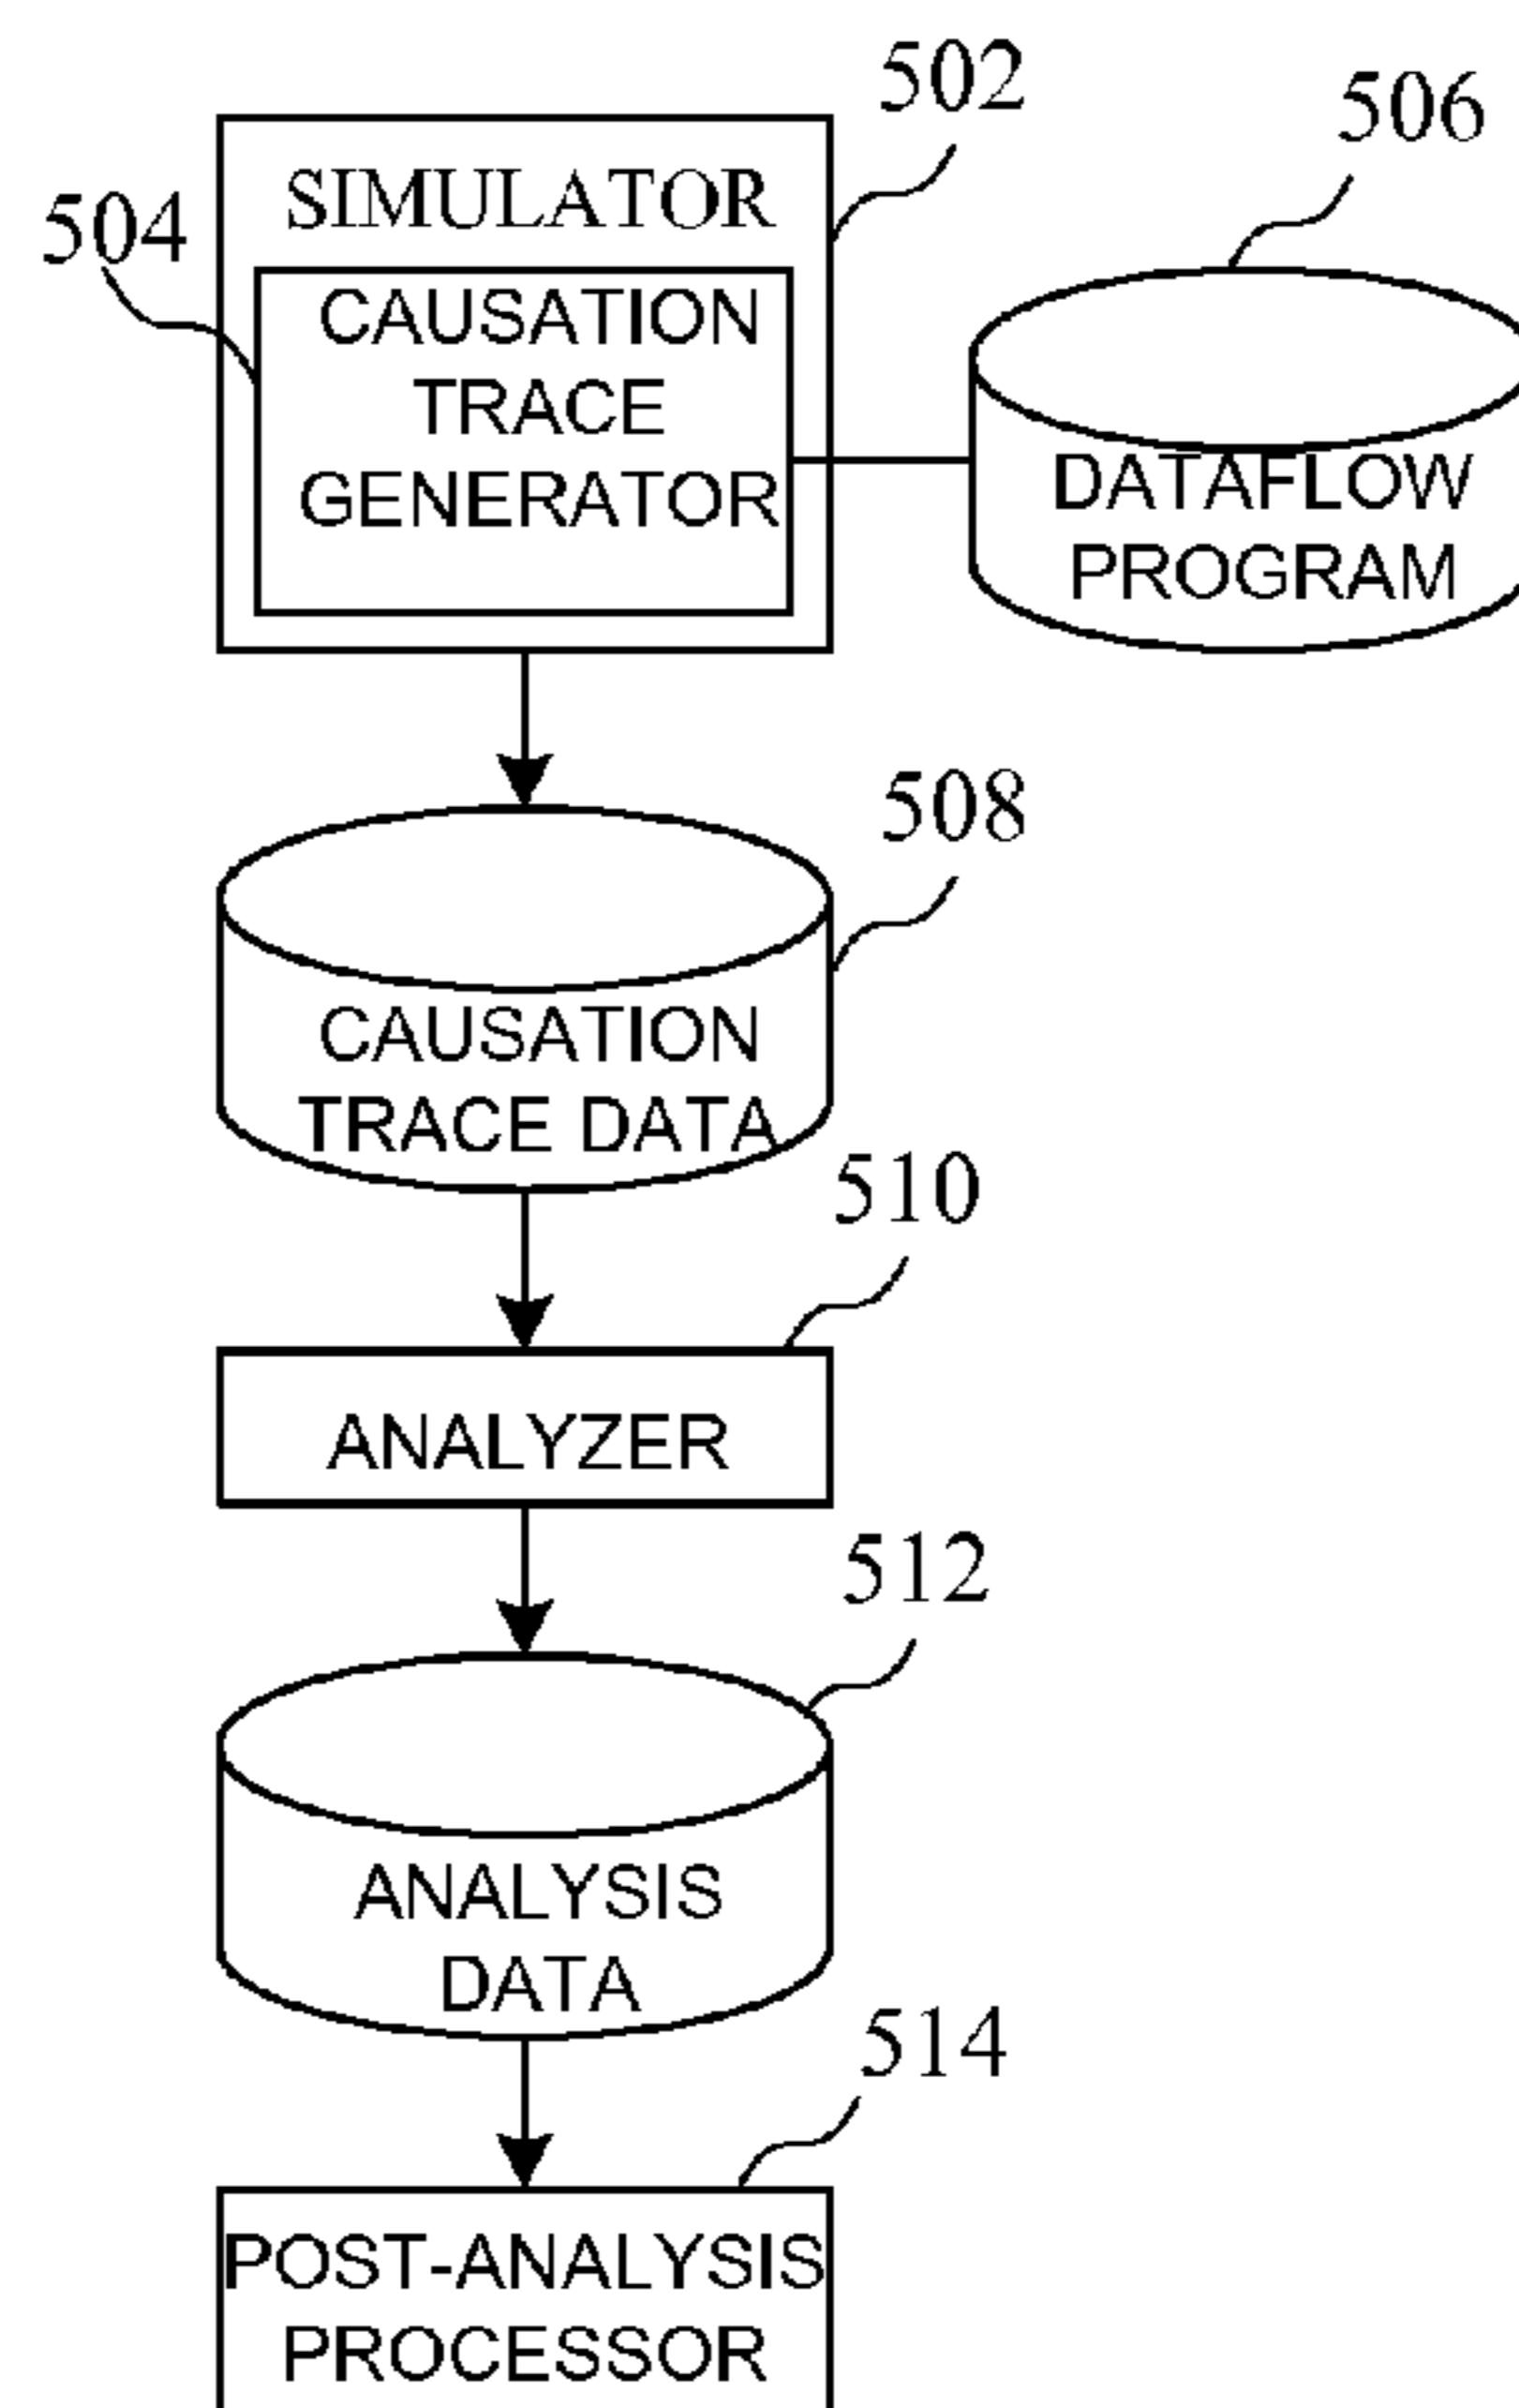 502
506
SIMULATOR
504
CAUSATION
TRACE
GENERATOR
DATAFLOW
PROGRAM
508
CAUSATION
TRACE DATA
510
ANALYZER
512
ANALYSIS
DATA
514
POST-ANALYSIS
PROCESSOR